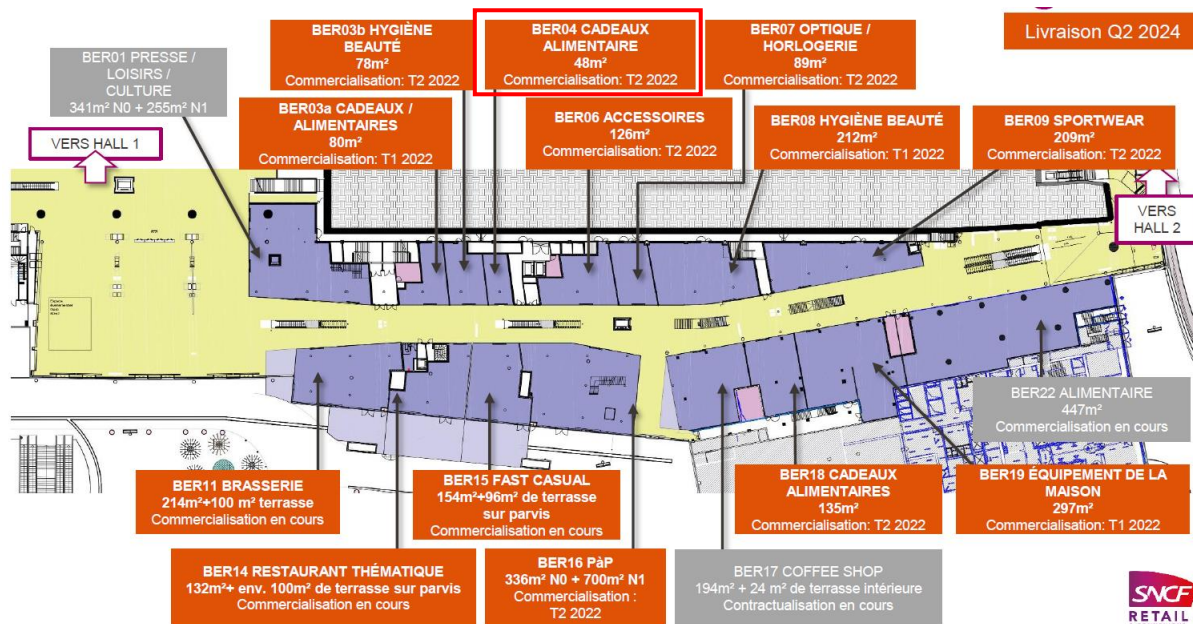 Livraison Q2 2024
BER01 PRESSE /
LOISIRS /
CULTURE
341m² N0 + 255m² N1
BER03b HYGIÈNE
BEAUTÉ
78m²
Commercialisation: T2 2022
BER04 CADEAUX
ALIMENTAIRE
48m²
Commercialisation: T2 2022
BER07 OPTIQUE /
HORLOGERIE
89m²
Commercialisation: T2 2022
BER03a CADEAUX /
ALIMENTAIRES
80m²
Commercialisation: T1 2022
BER06 ACCESSOIRES
126m²
Commercialisation: T2 2022
BER08 HYGIÈNE BEAUTÉ
212m²
Commercialisation: T1 2022
BER09 SPORTWEAR
209m²
Commercialisation: T2 2022
VERS HALL 1
VERS
HALL 2
BER22 ALIMENTAIRE
447m²
Commercialisation en cours
BER11 BRASSERIE
214m²+100 m² terrasse
Commercialisation en cours
BER15 FAST CASUAL
154m²+96m² de terrasse
sur parvis
Commercialisation en cours
BER18 CADEAUX
ALIMENTAIRES
135m²
Commercialisation: T2 2022
BER19 ÉQUIPEMENT DE LA
MAISON
297m²
Commercialisation: T1 2022
BER14 RESTAURANT THÉMATIQUE
132m²+ env. 100m² de terrasse sur parvis
Commercialisation en cours
BER16 PàP
336m² N0 + 700m² N1
Commercialisation :
T2 2022
BER17 COFFEE SHOP
194m² + 24 m² de terrasse intérieure
Contractualisation en cours
SNCF
RETAIL